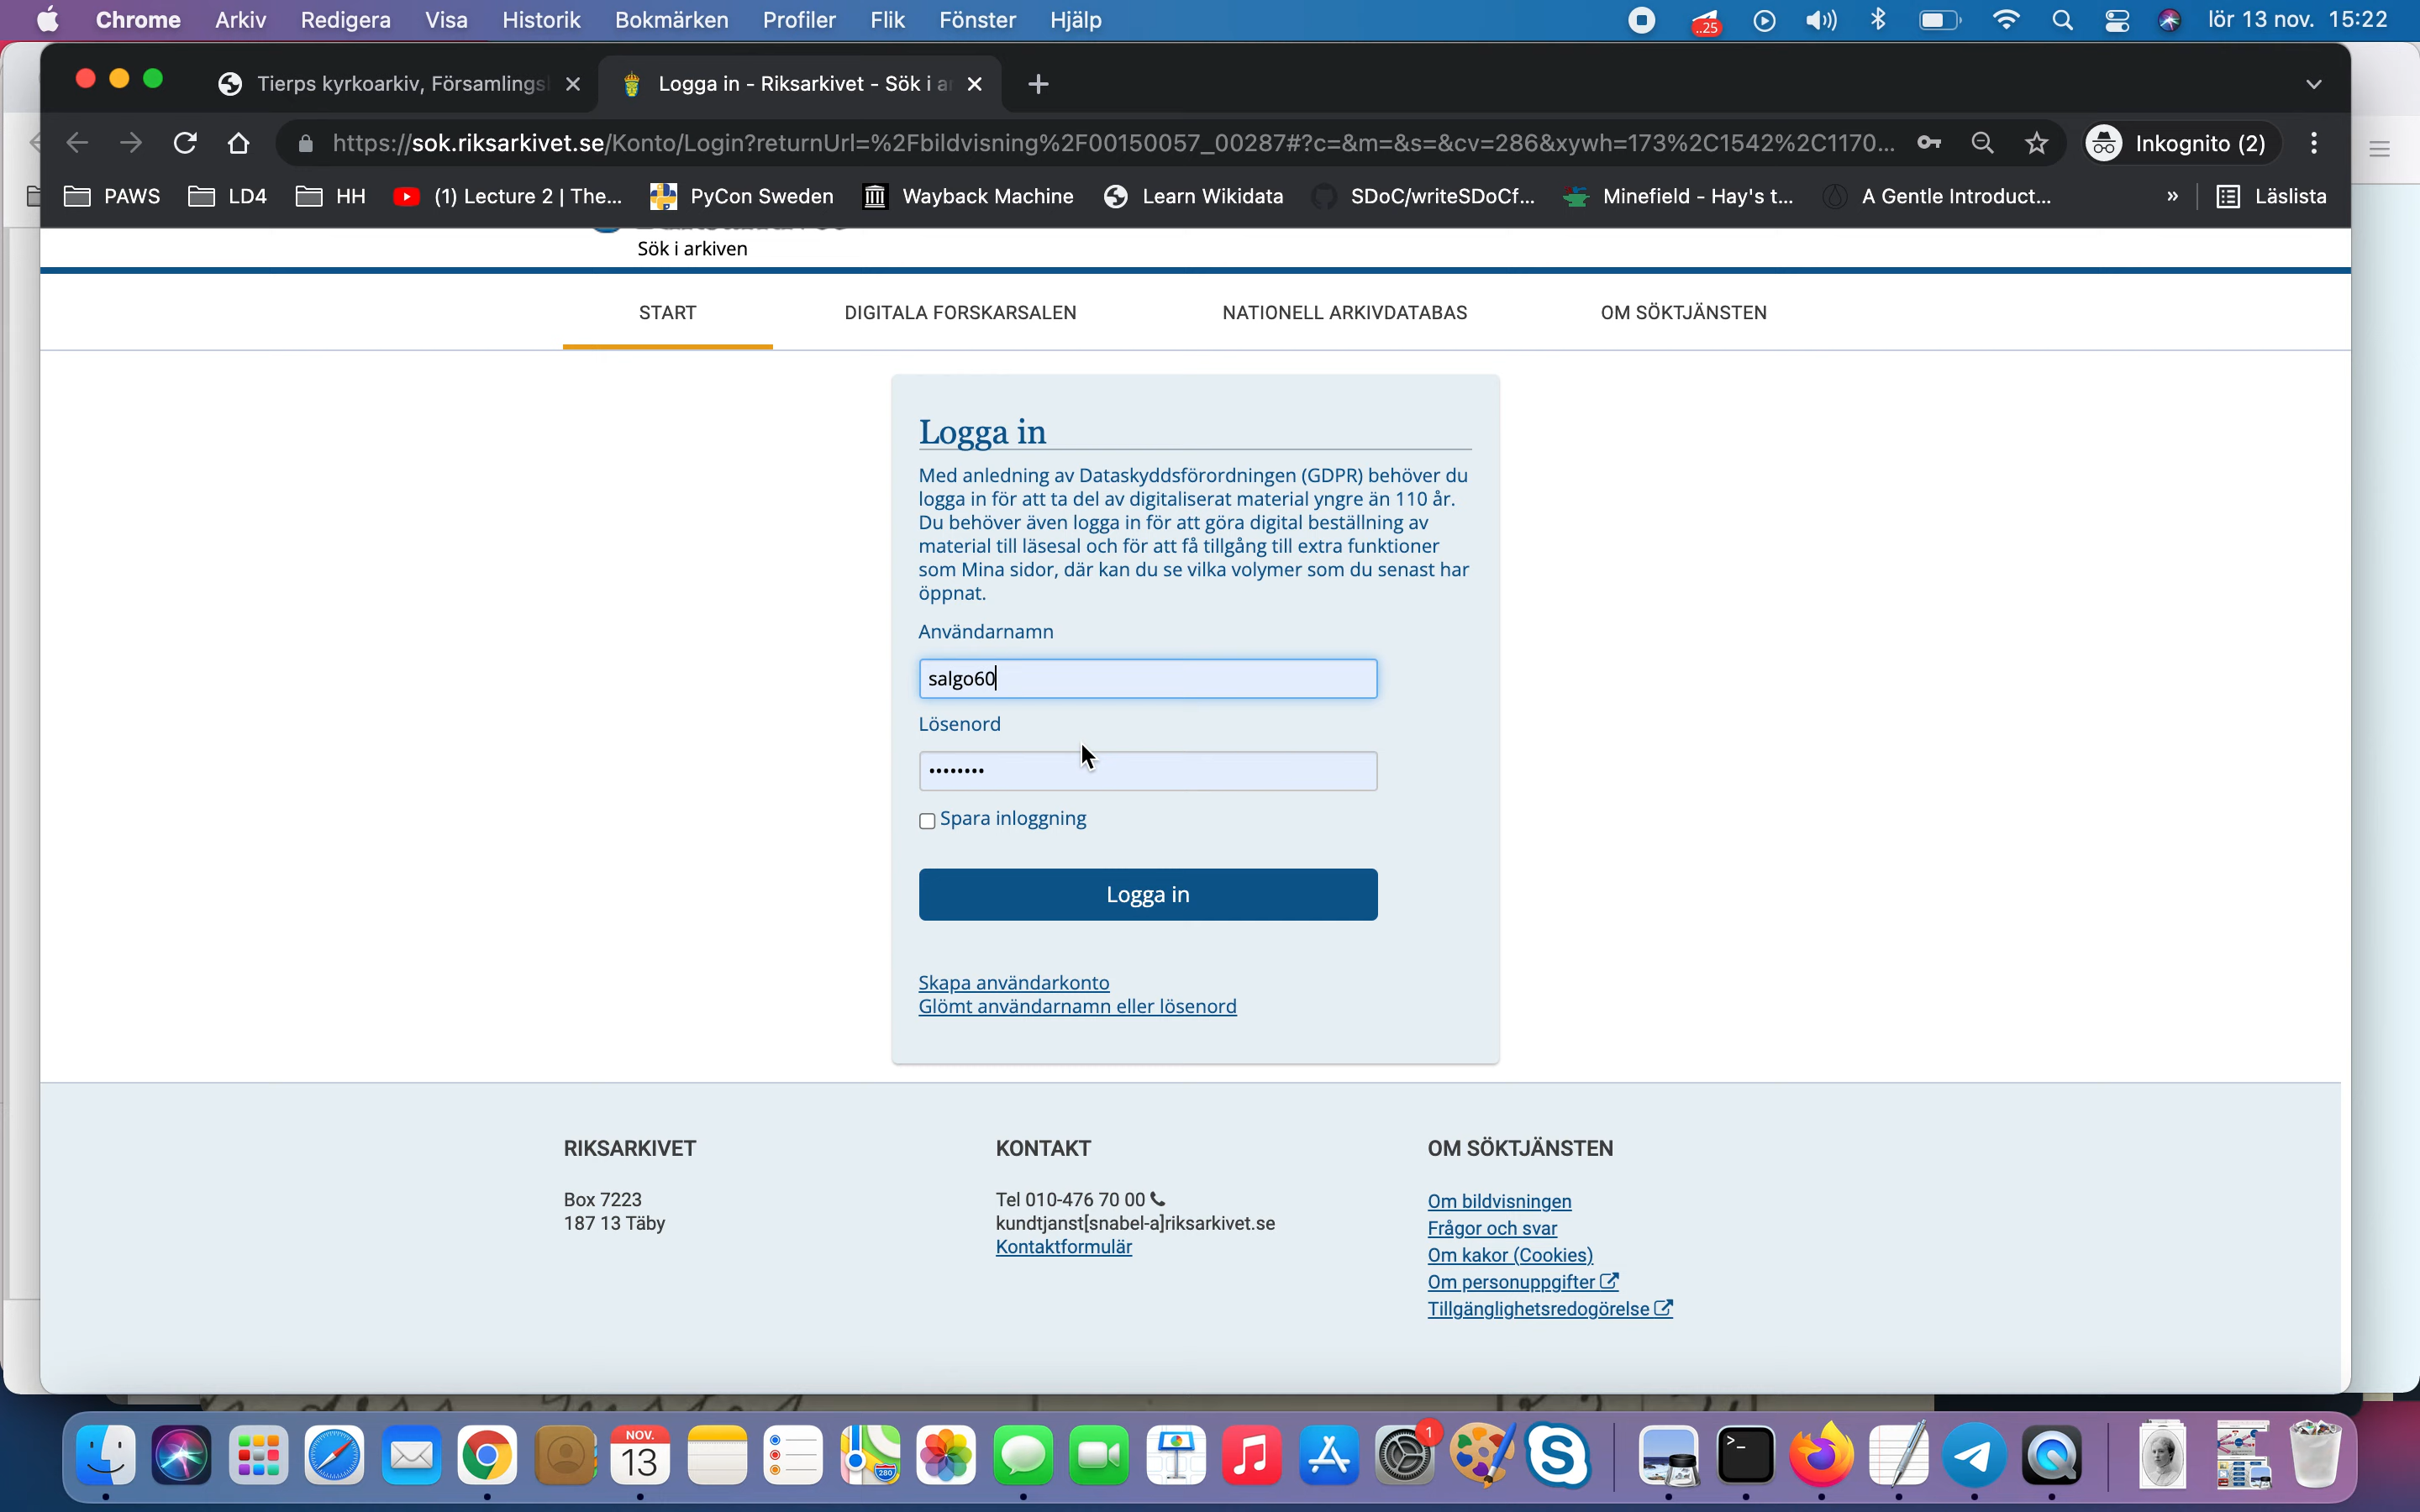 Chrome Arkiv Redigera Visa Historik Bokmärken Profiler Flik Fönster Hjälp ..25 lör 13 nov. 15:22
Tierps kyrkoarkiv, Församlings Logga in - Riksarkivet - Sök i ar
https://sok.riksarkivet.se/Konto/Login?returnUrl=%2Fbildvisning%2F00150057_00287#?c=&m=&s=&cv=286&xywh=173%2C1542%2C1170... Inkognito (2)
PAWS LD4 HH (1) Lecture 2 | The... PyCon Sweden Wayback Machine Learn Wikidata SDoC/writeSDoCf... Minefield - Hay's t... A Gentle Introduct... » Läslista
Sök i arkiven
START DIGITALA FORSKARSALEN NATIONELL ARKIVDATABAS OM SÖKTJÄNSTEN
Logga in
Med anledning av Dataskyddsförordningen (GDPR) behöver du
logga in för att ta del av digitaliserat material yngre än 110 år.
Du behöver även logga in för att göra digital beställning av
material till läsesal och för att få tillgång till extra funktioner
som Mina sidor, där kan du se vilka volymer som du senast har
öppnat.
Användarnamn
salgo60
Lösenord
••••••••
Spara inloggning
Logga in
Skapa användarkonto
Glömt användarnamn eller lösenord
RIKSARKIVET
Box 7223
187 13 Täby
KONTAKT
Tel 010-476 70 00
kundtjanst[snabel-a]riksarkivet.se
Kontaktformulär
OM SÖKTJÄNSTEN
Om bildvisningen
Frågor och svar
Om kakor (Cookies)
Om personuppgifter
Tillgänglighetsredogörelse
NOV.
13
280
1